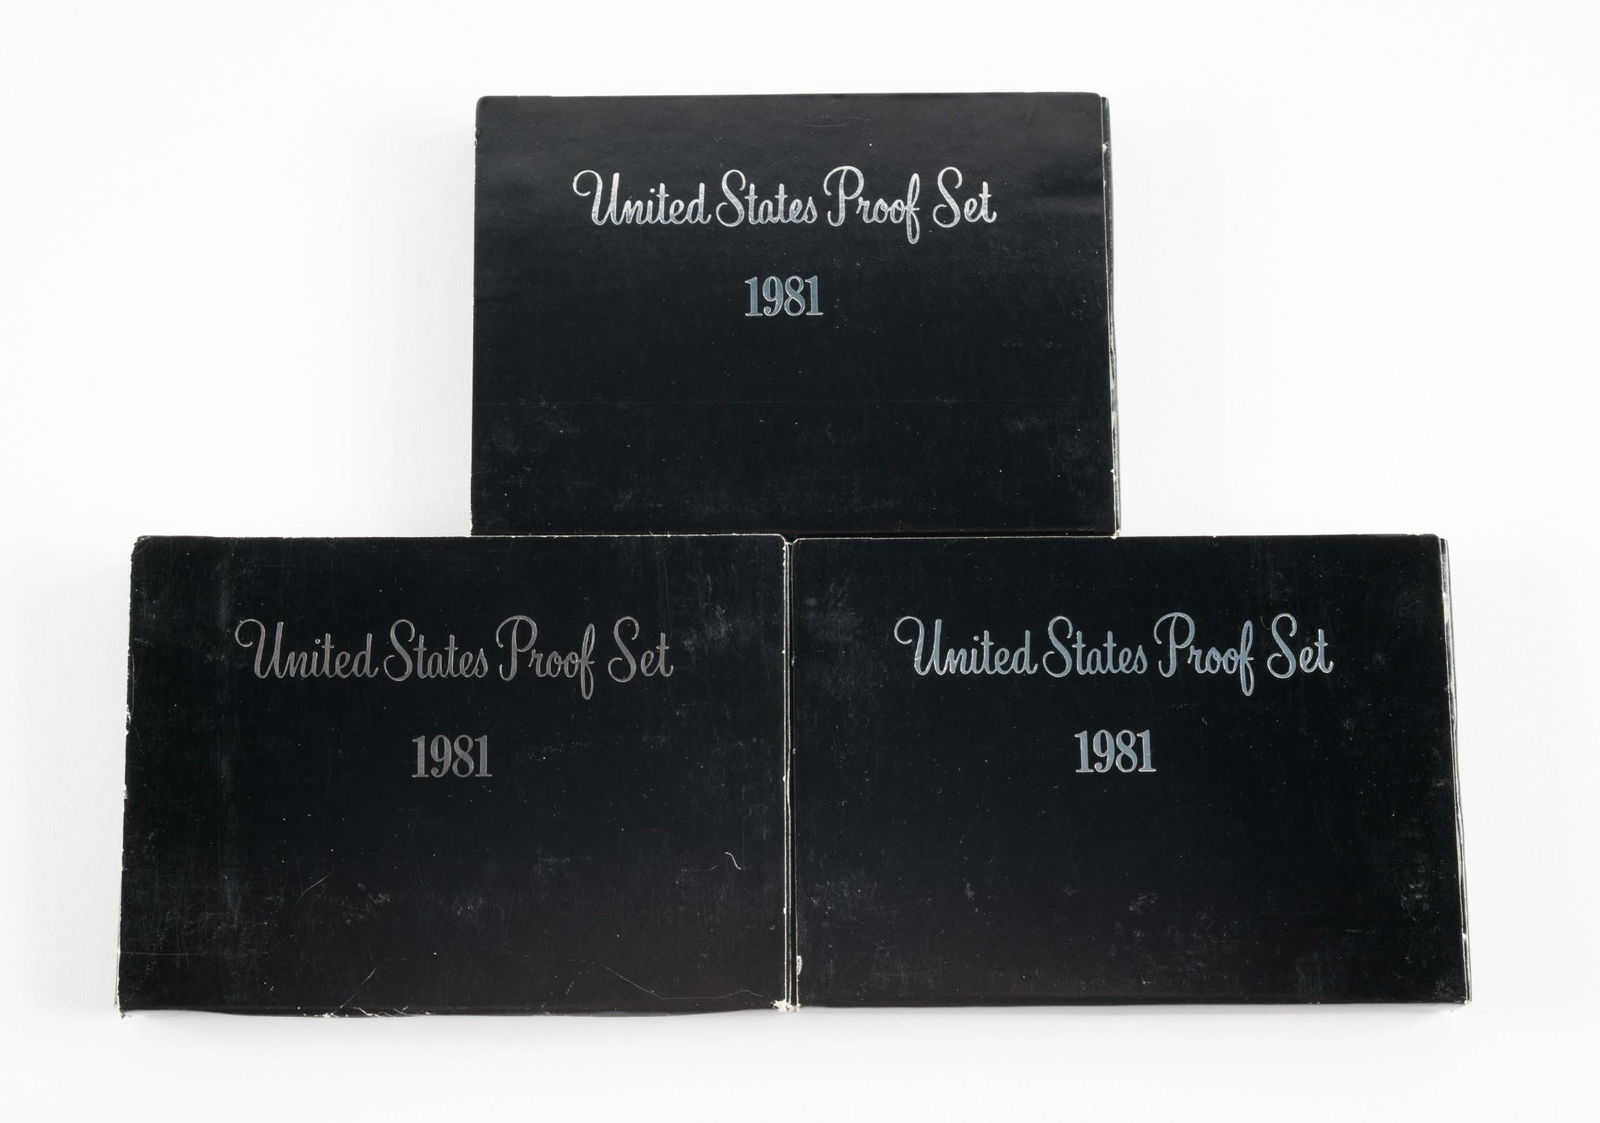 United States Proof Set
1981
United States Proof Set
1981
United States Proof Set
1981